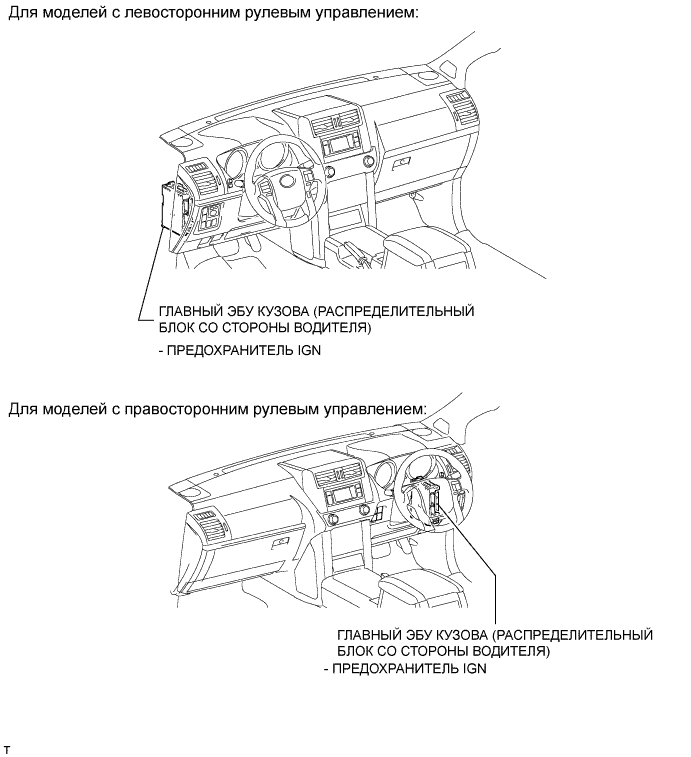 Для моделей с левосторонним рулевым управлением:
ГЛАВНЫЙ ЭБУ КУЗОВА (РАСПРЕДЕЛИТЕЛЬНЫЙ
БЛОК СО СТОРОНЫ ВОДИТЕЛЯ)
- ПРЕДОХРАНИТЕЛЬ IGN
Для моделей с правосторонним рулевым управлением:
ГЛАВНЫЙ ЭБУ КУЗОВА (РАСПРЕДЕЛИТЕЛЬНЫЙ
БЛОК СО СТОРОНЫ ВОДИТЕЛЯ)
- ПРЕДОХРАНИТЕЛЬ IGN
т